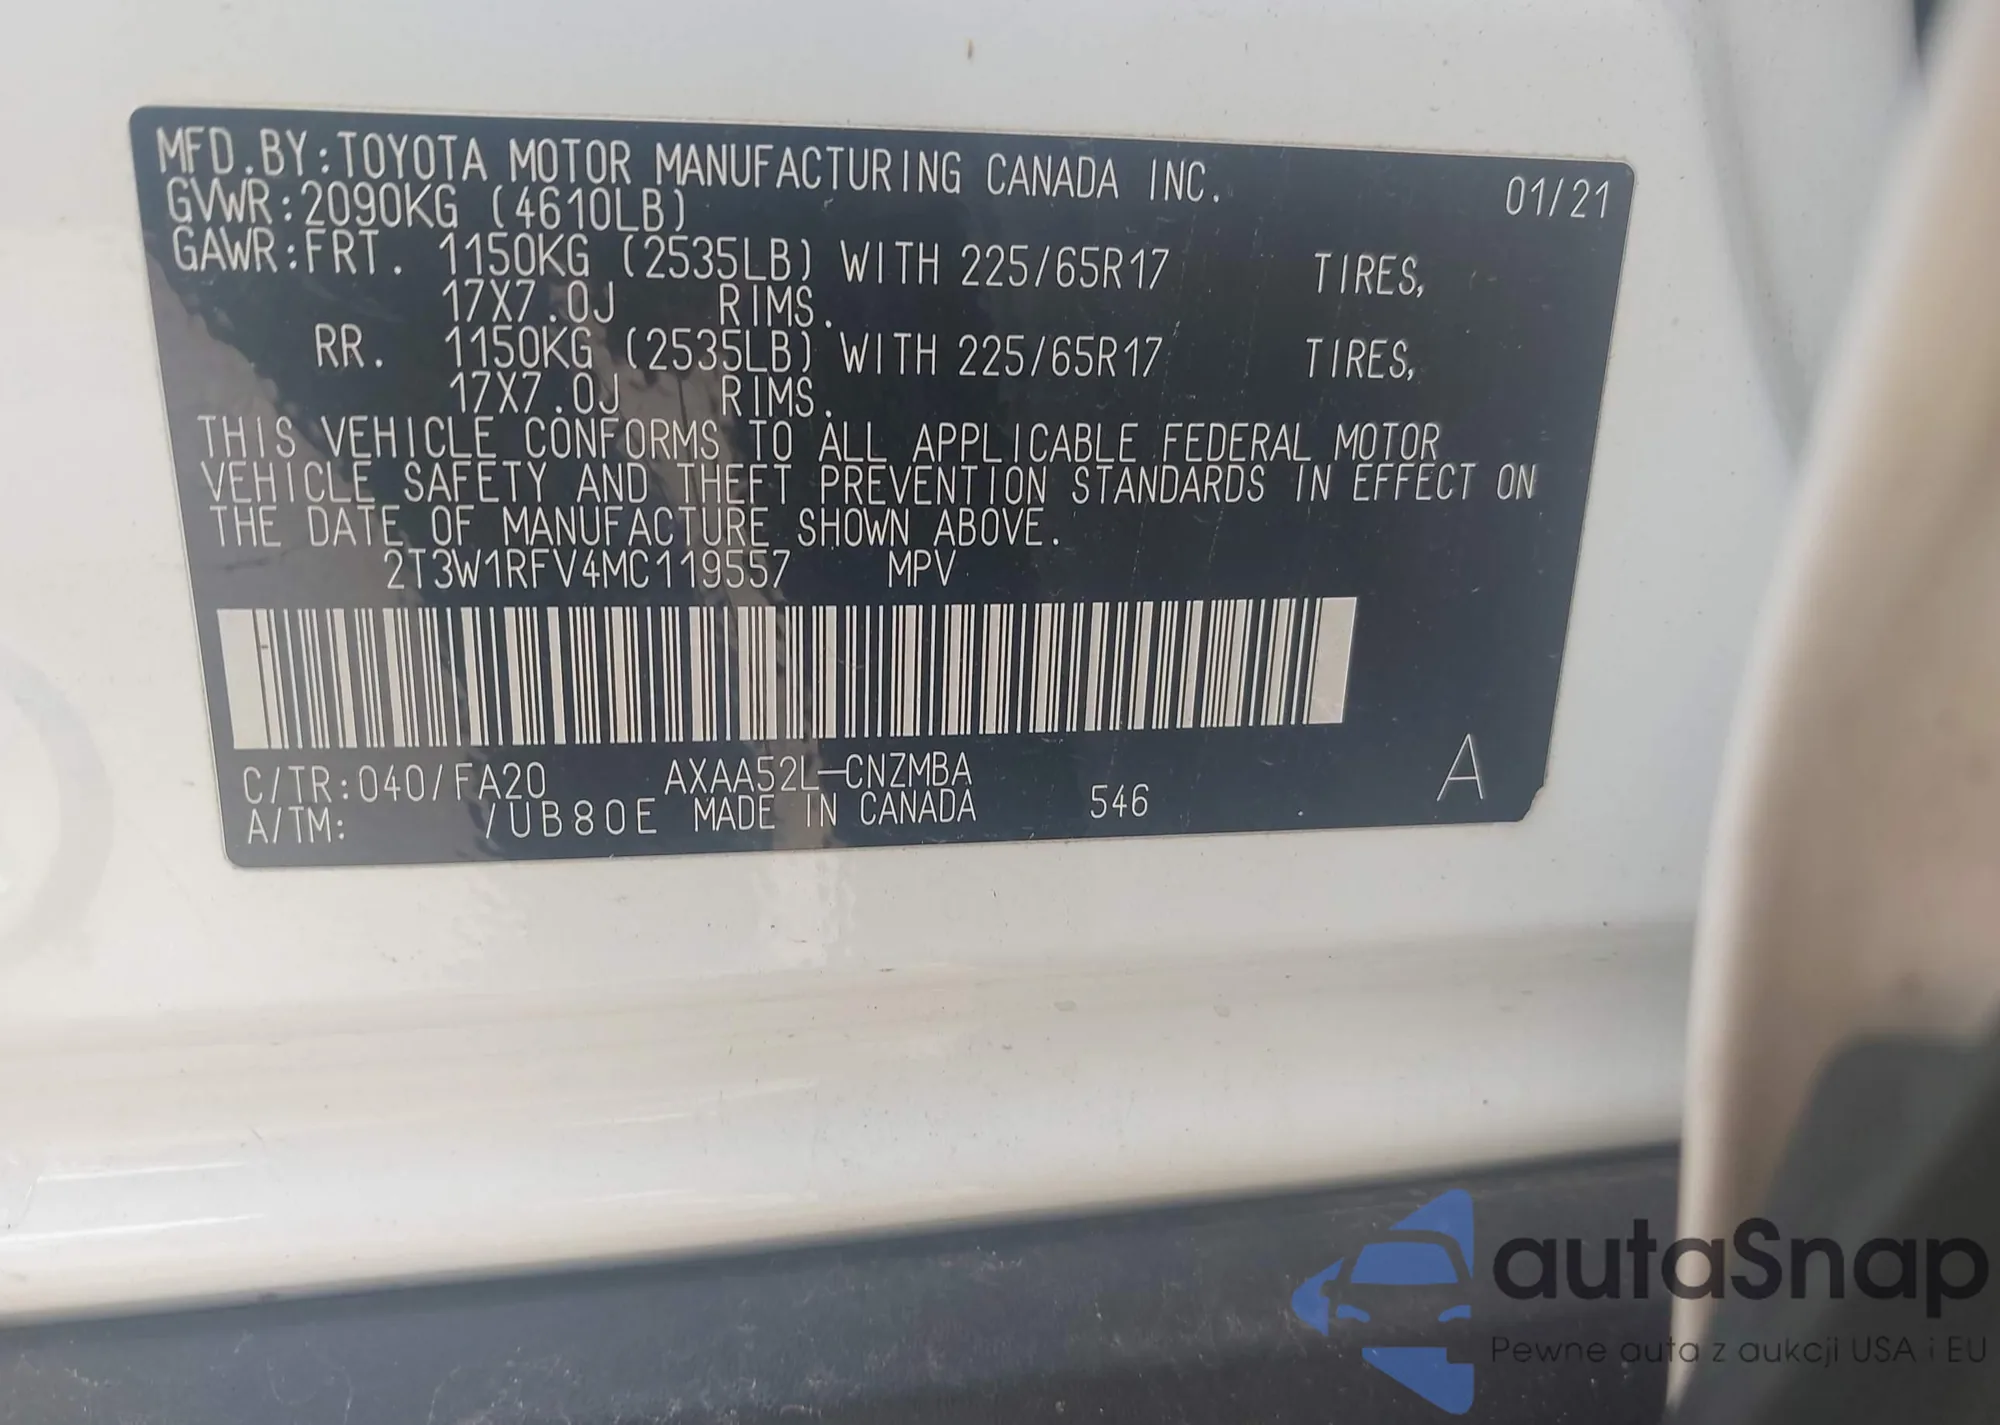 MFD.BY:TOYOTA MOTOR MANUFACTURING CANADA INC. 01/21
GVWR:2090KG (4610LB)
GAWR:FRT. 1150KG (2535LB) WITH 225/65R17 TIRES,
17X7.0J RIMS.
RR. 1150KG (2535LB) WITH 225/65R17 TIRES,
17X7.0J RIMS.
THIS VEHICLE CONFORMS TO ALL APPLICABLE FEDERAL MOTOR
VEHICLE SAFETY AND THEFT PREVENTION STANDARDS IN EFFECT ON
THE DATE OF MANUFACTURE SHOWN ABOVE.
2T3W1RFV4MC119557 MPV
C/TR:040/FA20 AXAA52L-CNZMBA A
A/TM: /UB80E MADE IN CANADA 546
autaSnap
Pewne auta z aukcji USA i EU